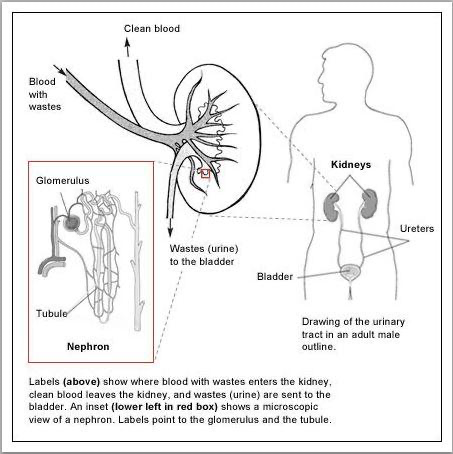 Clean blood
Blood
with
wastes
Kidneys
Glomerulus
Ureters
Wastes (urine)
to the bladder
Bladder
Tubule
Nephron
Drawing of the urinary
tract in an adult male
outline.
Labels (above) show where blood with wastes enters the kidney,
clean blood leaves the kidney, and wastes (urine) are sent to the
bladder. An inset (lower left in red box) shows a microscopic
view of a nephron. Labels point to the glomerulus and the tubule.